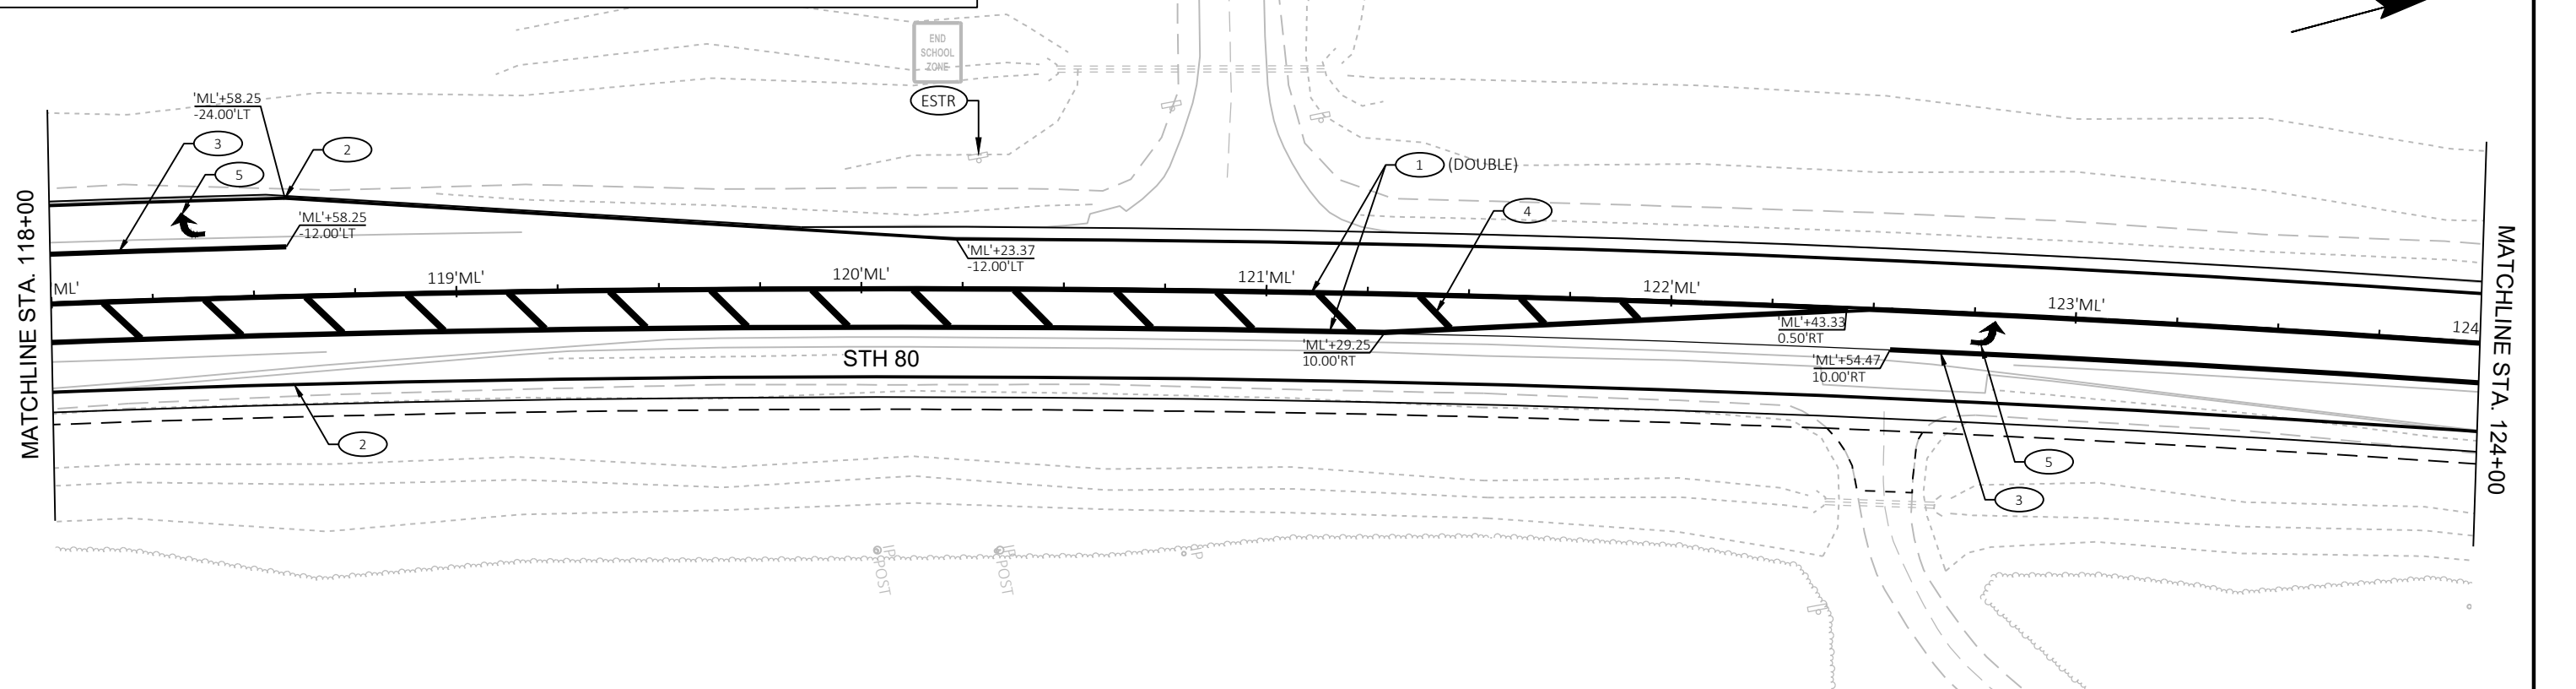 END
SCHOOL
ZONE
ESTR
'ML'+58.25
-24.00'LT
3
2
5
1 (DOUBLE)
4
'ML'+58.25
-12.00'LT
'ML'+23.37
-12.00'LT
MATCHLINE STA. 118+00
ML'
119'ML'
120'ML'
121'ML'
122'ML'
123'ML'
124
MATCHLINE STA. 124+00
'ML'+43.33
0.50'RT
'ML'+29.25
10.00'RT
'ML'+54.47
10.00'RT
STH 80
2
5
3
POST
POST